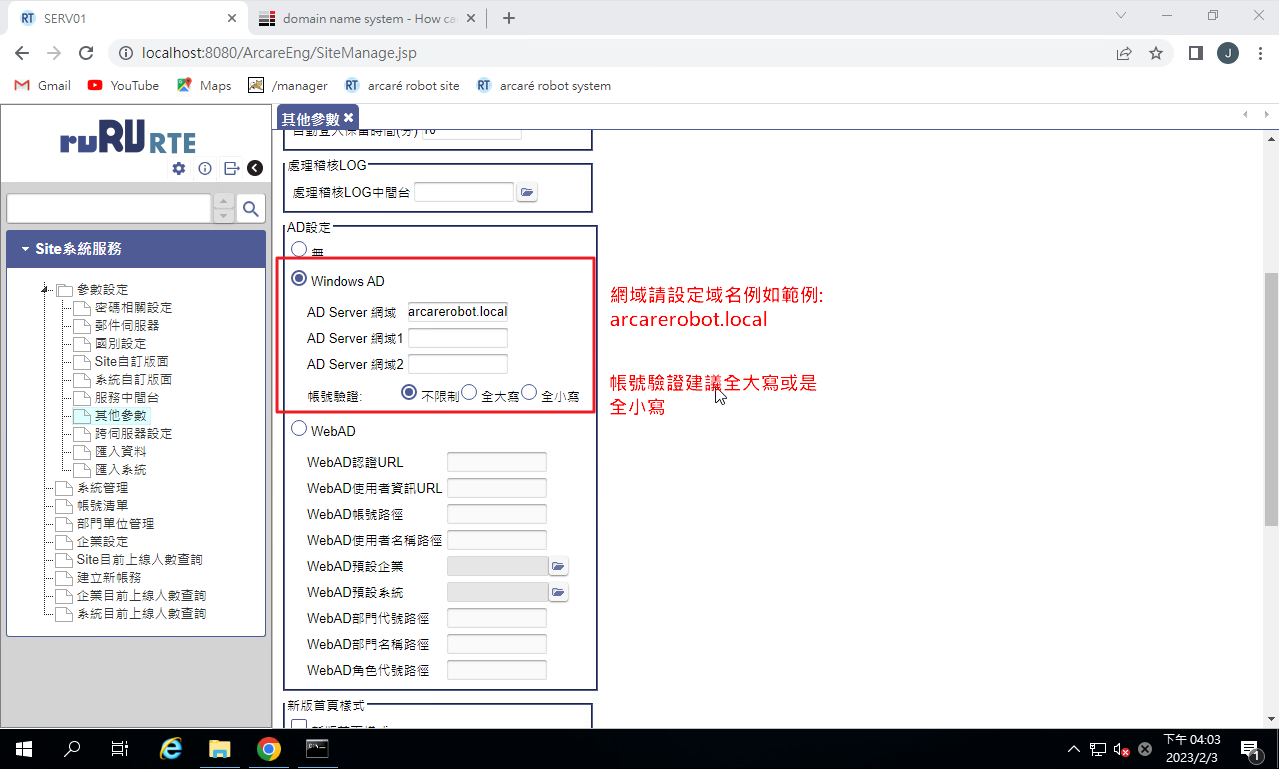 SERV01
domain name system - How ca
localhost:8080/ArcareEng/SiteManage.jsp
J
Gmail
YouTube
Maps
/manager
RT
arcaré robot site
RT
arcaré robot system
ruRU RTE
Site系統服務
參數設定
密碼相關設定
郵件伺服器
國別設定
Site自訂版面
系統自訂版面
服務中間台
其他參數
跨伺服器設定
匯入資料
匯入系統
系統管理
帳號清單
部門單位管理
企業設定
Site目前上線人數查詢
建立新帳務
企業目前上線人數查詢
系統目前上線人數查詢
其他參數
自動登入保留時間(分) 10
處理稽核LOG
處理稽核LOG中間台
AD設定
無
Windows AD
AD Server 網域 arcarerobot.local
AD Server 網域1
AD Server 網域2
帳號驗證: 不限制 全大寫 全小寫
網域請設定域名例如範例:
arcarerobot.local
帳號驗證建議全大寫或是
全小寫
WebAD
WebAD認證URL
WebAD使用者資訊URL
WebAD帳號路徑
WebAD使用者名稱路徑
WebAD預設企業
WebAD預設系統
WebAD部門代號路徑
WebAD部門名稱路徑
WebAD角色代號路徑
新版首頁樣式
新版首頁樣式
下午 04:03
2023/2/3
1